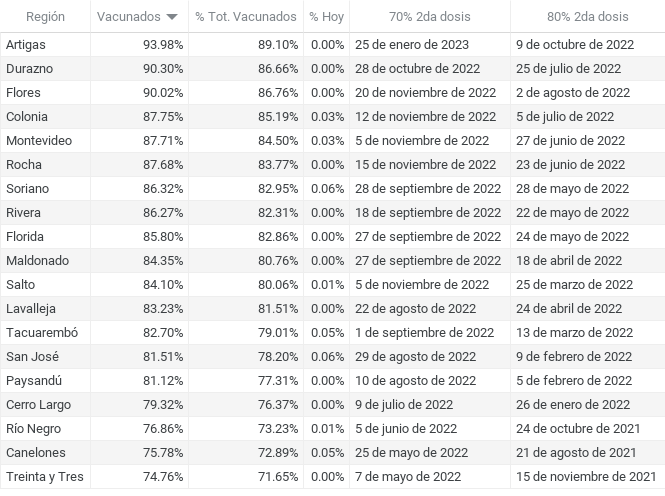 Región Vacunados % Tot. Vacunados % Hoy 70% 2da dosis 80% 2da dosis
Artigas 93.98% 89.10% 0.00% 25 de enero de 2023 9 de octubre de 2022
Durazno 90.30% 86.66% 0.00% 28 de octubre de 2022 25 de julio de 2022
Flores 90.02% 86.76% 0.00% 20 de noviembre de 2022 2 de agosto de 2022
Colonia 87.75% 85.19% 0.03% 12 de noviembre de 2022 5 de julio de 2022
Montevideo 87.71% 84.50% 0.03% 5 de noviembre de 2022 27 de junio de 2022
Rocha 87.68% 83.77% 0.00% 15 de noviembre de 2022 23 de junio de 2022
Soriano 86.32% 82.95% 0.06% 28 de septiembre de 2022 28 de mayo de 2022
Rivera 86.27% 82.31% 0.00% 18 de septiembre de 2022 22 de mayo de 2022
Florida 85.80% 82.86% 0.00% 27 de septiembre de 2022 24 de mayo de 2022
Maldonado 84.35% 80.76% 0.00% 27 de septiembre de 2022 18 de abril de 2022
Salto 84.10% 80.06% 0.01% 5 de noviembre de 2022 25 de marzo de 2022
Lavalleja 83.23% 81.51% 0.00% 22 de agosto de 2022 24 de abril de 2022
Tacuarembó 82.70% 79.01% 0.05% 1 de septiembre de 2022 13 de marzo de 2022
San José 81.51% 78.20% 0.06% 29 de agosto de 2022 9 de febrero de 2022
Paysandú 81.12% 77.31% 0.00% 10 de agosto de 2022 5 de febrero de 2022
Cerro Largo 79.32% 76.37% 0.00% 9 de julio de 2022 26 de enero de 2022
Río Negro 76.86% 73.23% 0.01% 5 de junio de 2022 24 de octubre de 2021
Canelones 75.78% 72.89% 0.05% 25 de mayo de 2022 21 de agosto de 2021
Treinta y Tres 74.76% 71.65% 0.00% 7 de mayo de 2022 15 de noviembre de 2021